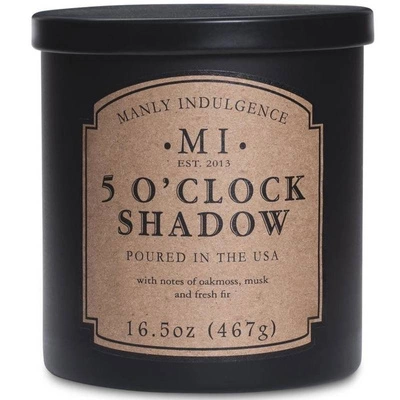 MANLY INDULGENCE
• M I •
EST. 2013
5 O'CLOCK
SHADOW
POURED IN THE USA
with notes of oakmoss, musk
and fresh fir
16.5oz (467g)